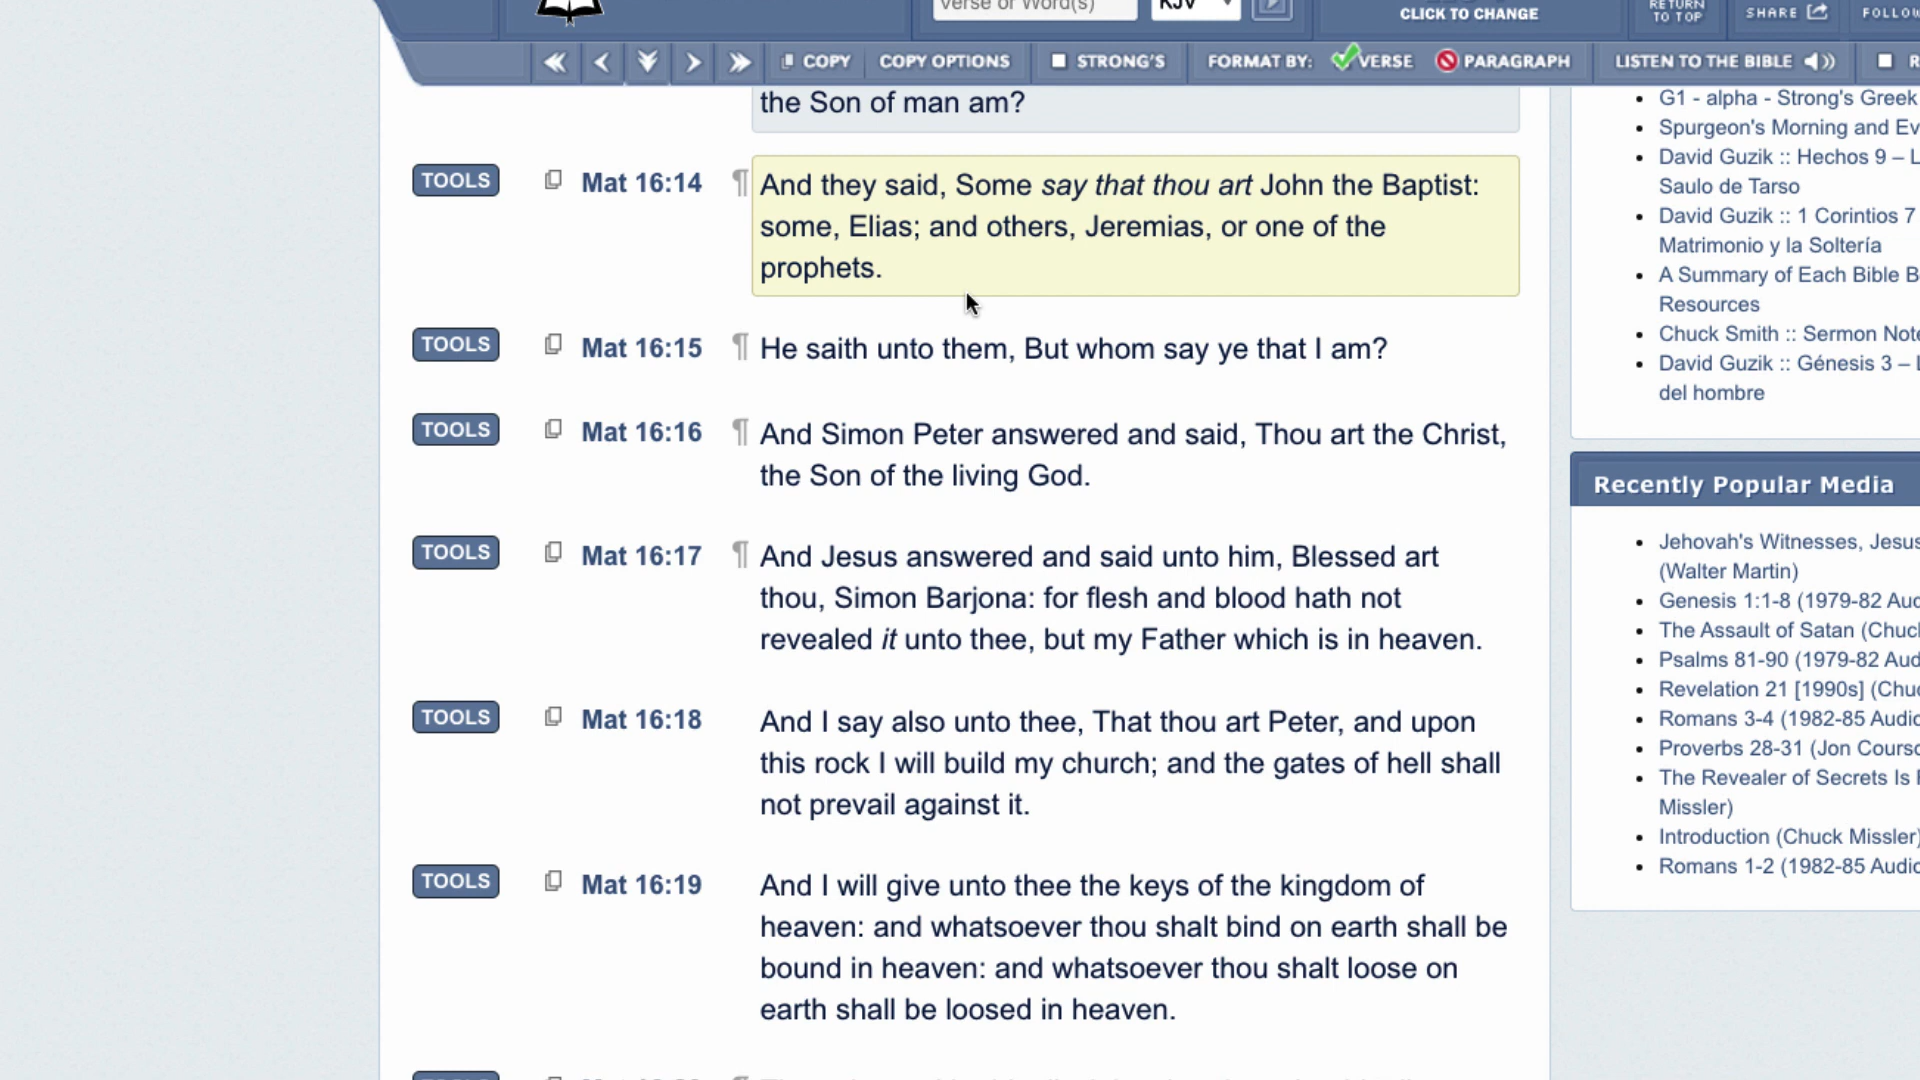 Verse or Word(s)
KJV
CLICK TO CHANGE
RETURN
TO TOP
SHARE
COPY
COPY OPTIONS
STRONG'S
FORMAT BY:
VERSE
PARAGRAPH
LISTEN TO THE BIBLE
the Son of man am?
TOOLS
Mat 16:14
¶ And they said, Some say that thou art John the Baptist:
some, Elias; and others, Jeremias, or one of the
prophets.
TOOLS
Mat 16:15
¶ He saith unto them, But whom say ye that I am?
TOOLS
Mat 16:16
¶ And Simon Peter answered and said, Thou art the Christ,
the Son of the living God.
TOOLS
Mat 16:17
¶ And Jesus answered and said unto him, Blessed art
thou, Simon Barjona: for flesh and blood hath not
revealed it unto thee, but my Father which is in heaven.
TOOLS
Mat 16:18
And I say also unto thee, That thou art Peter, and upon
this rock I will build my church; and the gates of hell shall
not prevail against it.
TOOLS
Mat 16:19
And I will give unto thee the keys of the kingdom of
heaven: and whatsoever thou shalt bind on earth shall be
bound in heaven: and whatsoever thou shalt loose on
earth shall be loosed in heaven.
G1 - alpha - Strong's Greek
Spurgeon's Morning and
David Guzik :: Hechos 9 –
Saulo de Tarso
David Guzik :: 1 Corintios 7
Matrimonio y la Soltería
A Summary of Each Bible
Resources
Chuck Smith :: Sermon
David Guzik :: Génesis 3 –
del hombre
Recently Popular Media
Jehovah's Witnesses,
(Walter Martin)
Genesis 1:1-8 (1979-82
The Assault of Satan
Psalms 81-90 (1979-82
Revelation 21 [1990s]
Romans 3-4 (1982-85
Proverbs 28-31 (Jon
The Revealer of Secrets Is
Missler)
Introduction (Chuck Missler)
Romans 1-2 (1982-85